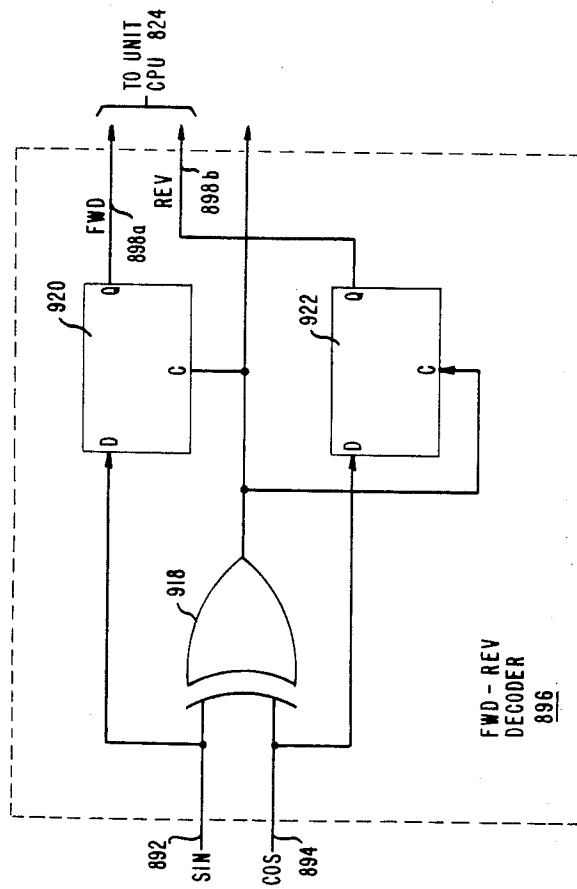 TO UNIT
CPU 824
FWD
898a
REV
898b
920
D
Q
C
922
D
Q
C
918
892
SIN
COS
894
FWD-REV
DECODER
896